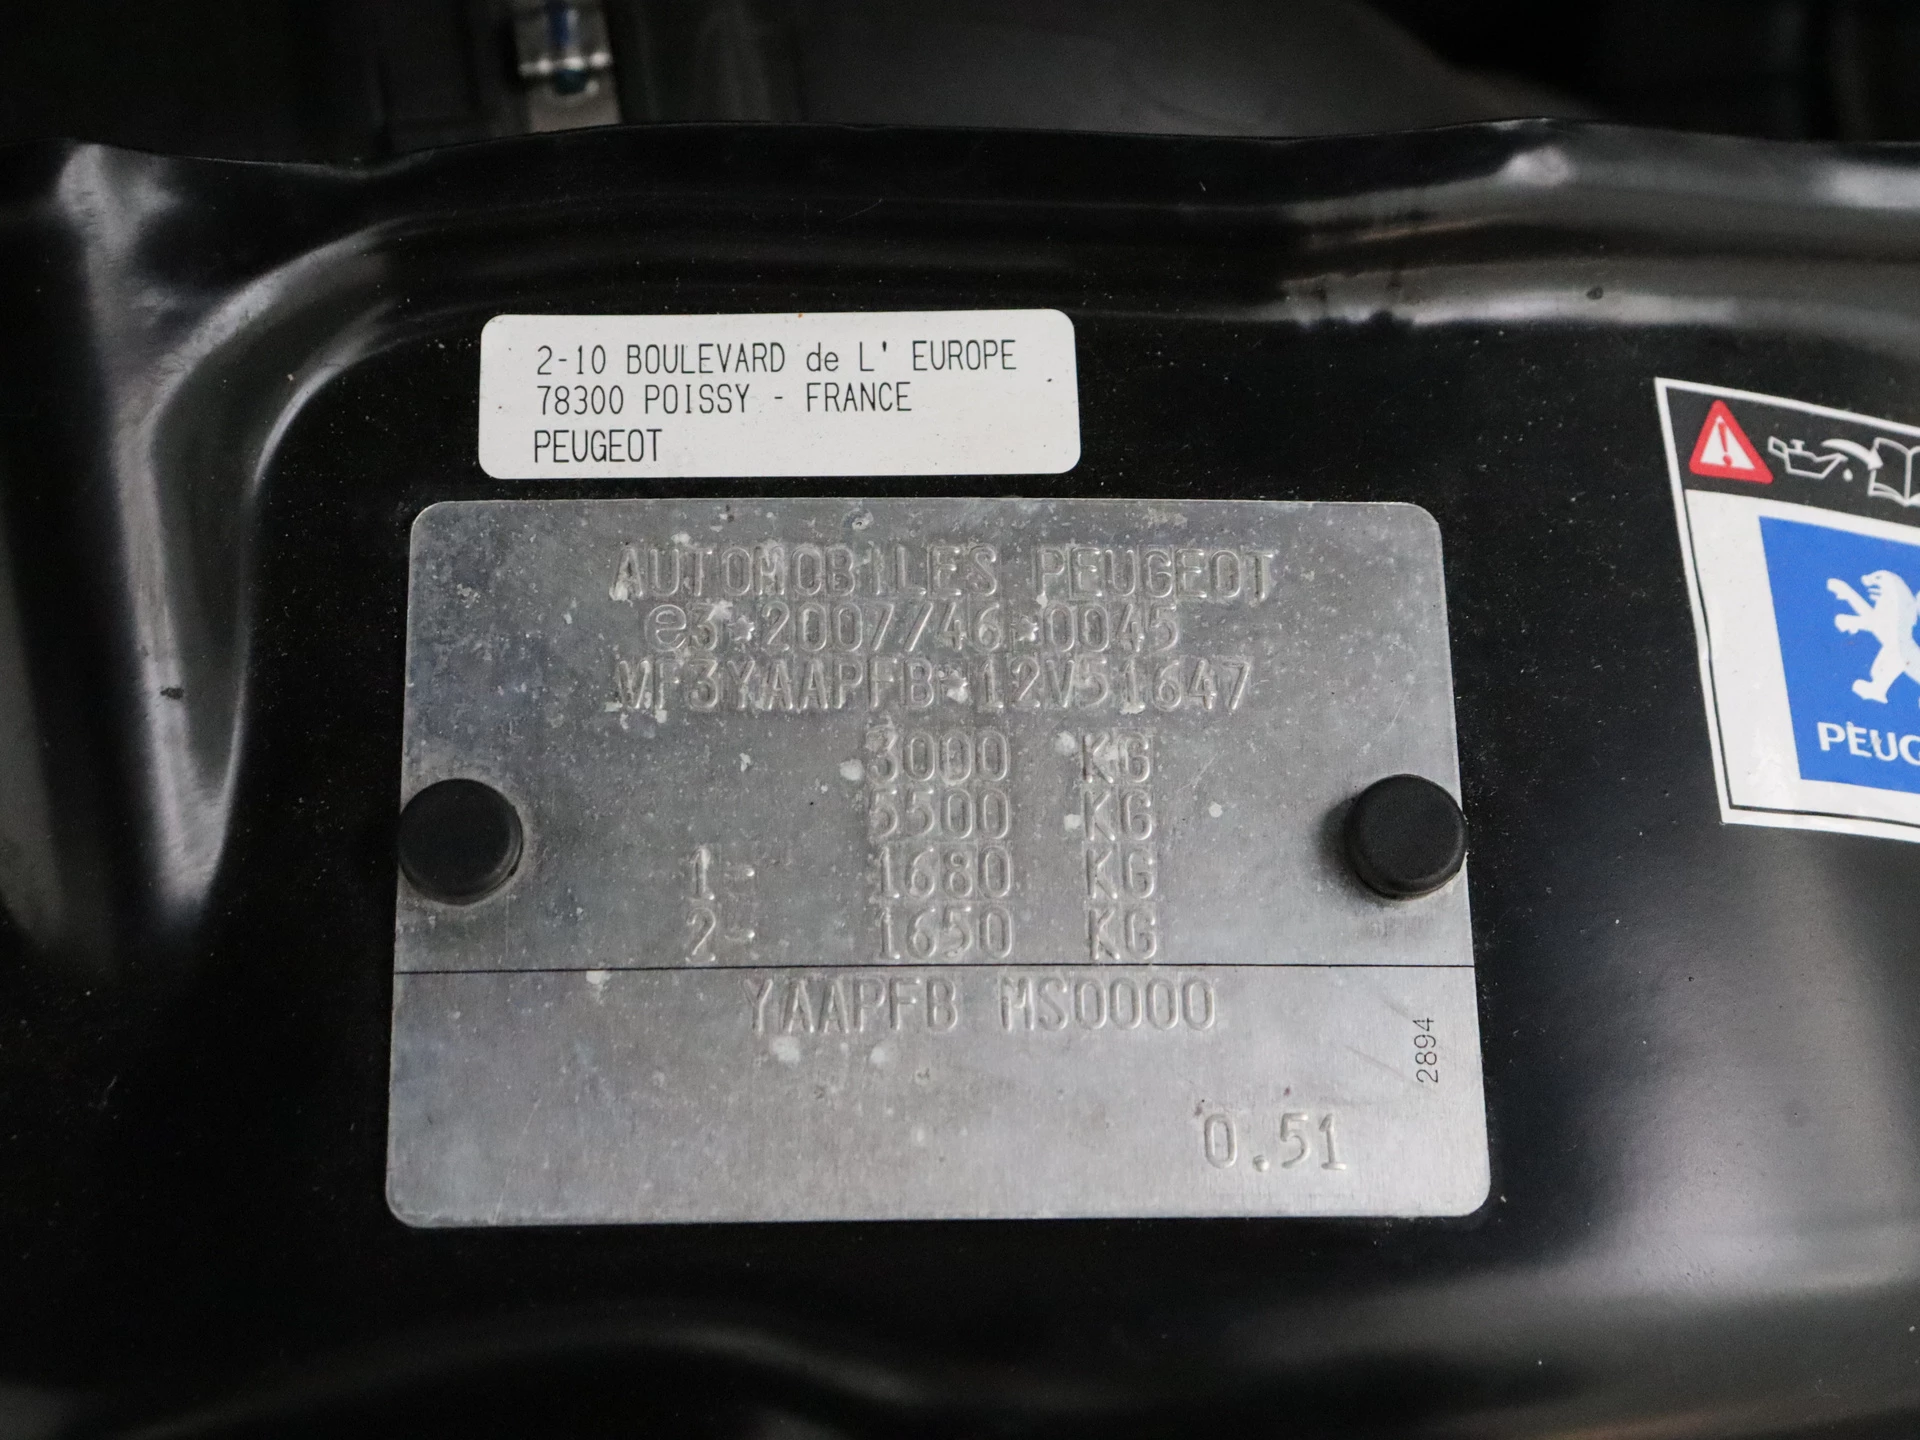 2-10 BOULEVARD de L' EUROPE
78300 POISSY - FRANCE
PEUGEOT
AUTOMOBILES PEUGEOT
e3*2007/46*0045
VF3YAAPFB 12V51647
3000 KG
5500 KG
1- 1680 KG
2- 1650 KG
YAAPFB MS0000
2894
0.51
PEUG